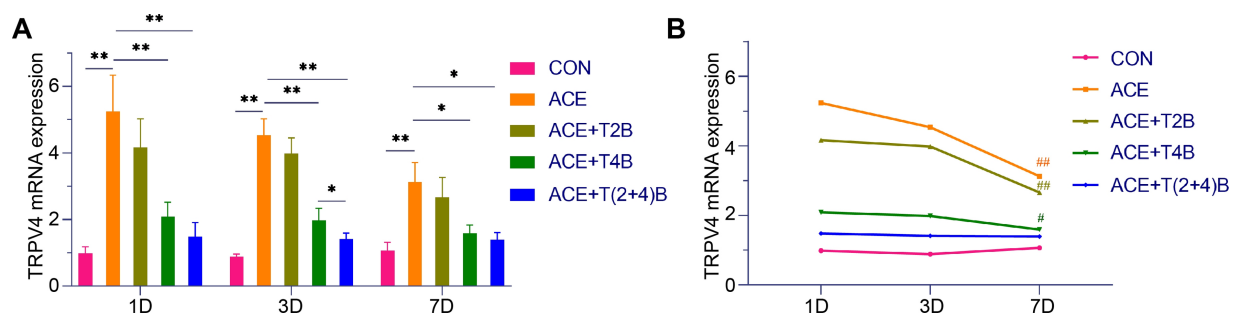 A
TRPV4 mRNA expression
0
2
4
6
1D
3D
7D
**
**
**
**
**
**
*
**
*
*
CON
ACE
ACE+T2B
ACE+T4B
ACE+T(2+4)B
B
TRPV4 mRNA expression
0
2
4
6
1D
3D
7D
##
##
#
CON
ACE
ACE+T2B
ACE+T4B
ACE+T(2+4)B